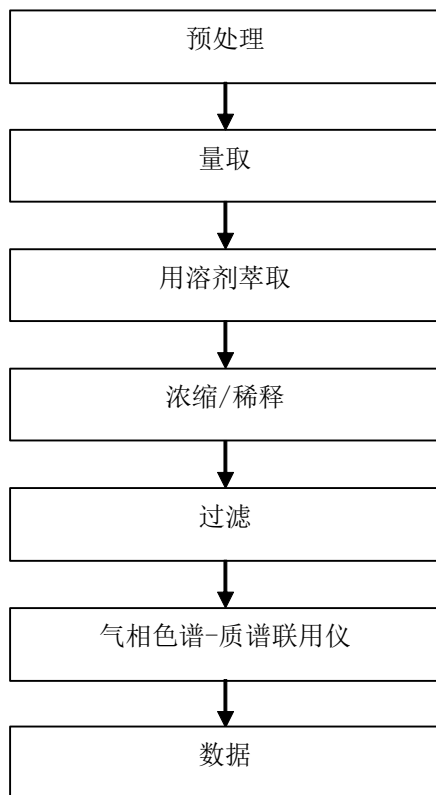 预处理
量取
用溶剂萃取
浓缩/稀释
过滤
气相色谱-质谱联用仪
数据